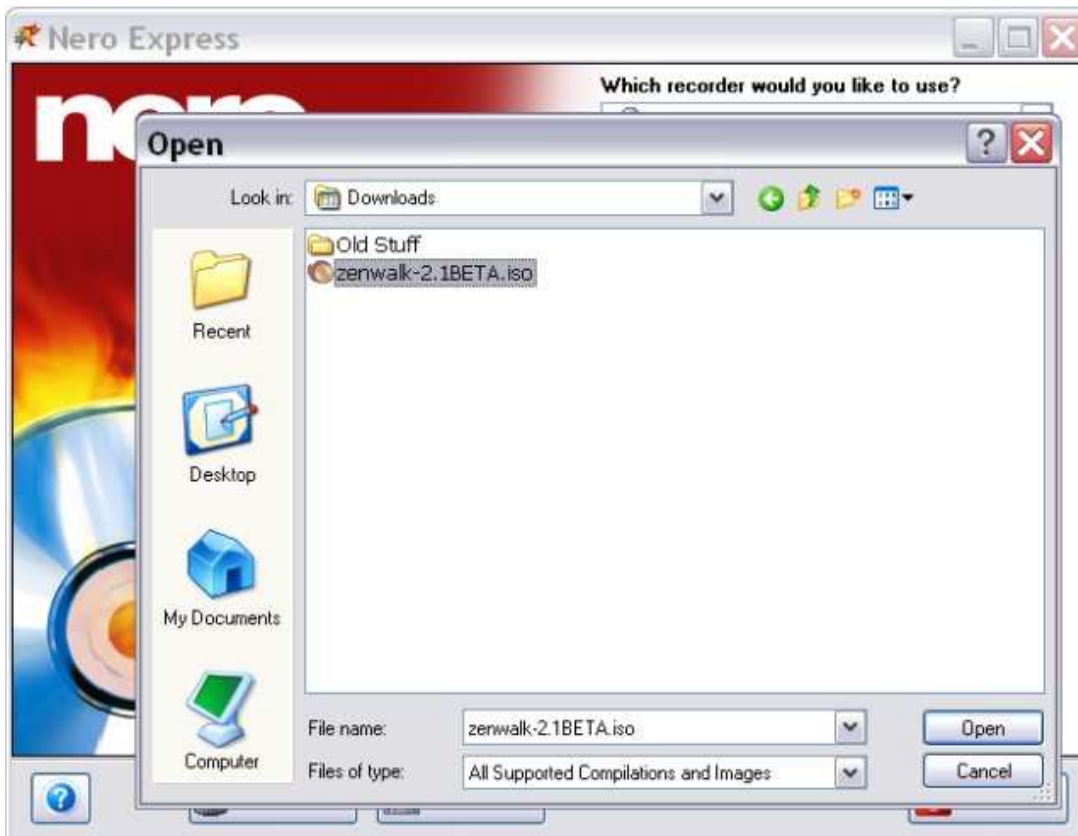 Nero Express
Which recorder would you like to use?
Open
Look in:
Downloads
Old Stuff
zenwalk-2.1BETA.iso
Recent
Desktop
My Documents
Computer
File name:
zenwalk-2.1BETA.iso
Open
Files of type:
All Supported Compilations and Images
Cancel